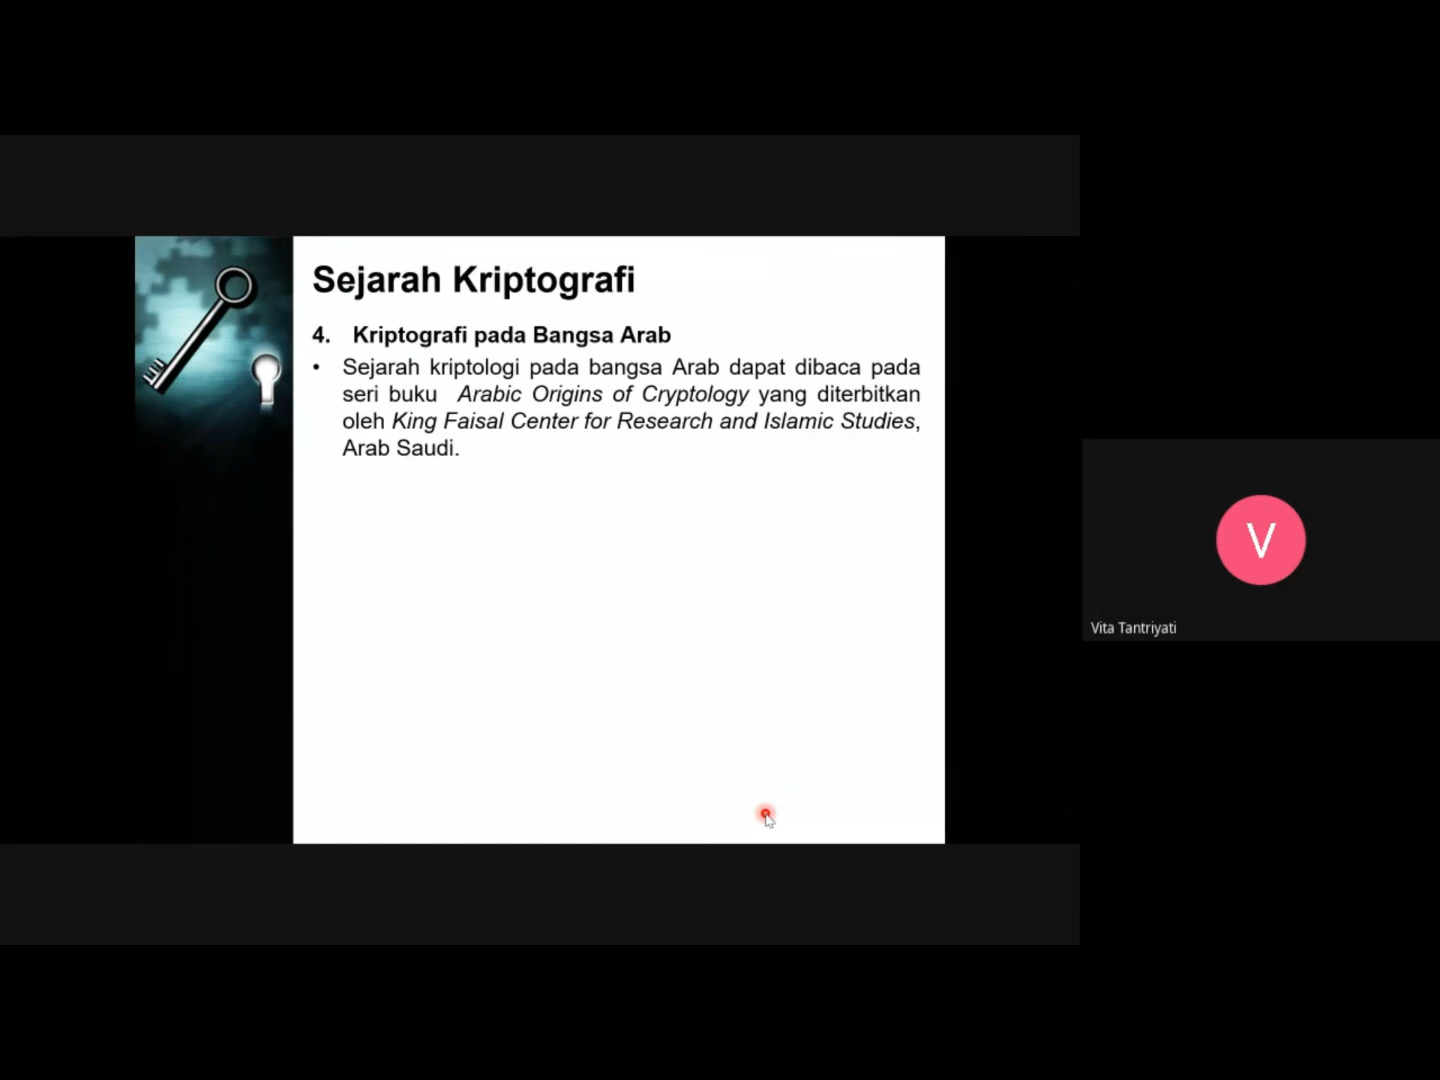 Sejarah Kriptografi
4. Kriptografi pada Bangsa Arab
• Sejarah kriptologi pada bangsa Arab dapat dibaca pada
seri buku Arabic Origins of Cryptology yang diterbitkan
oleh King Faisal Center for Research and Islamic Studies,
Arab Saudi.
V
Vita Tantriyati